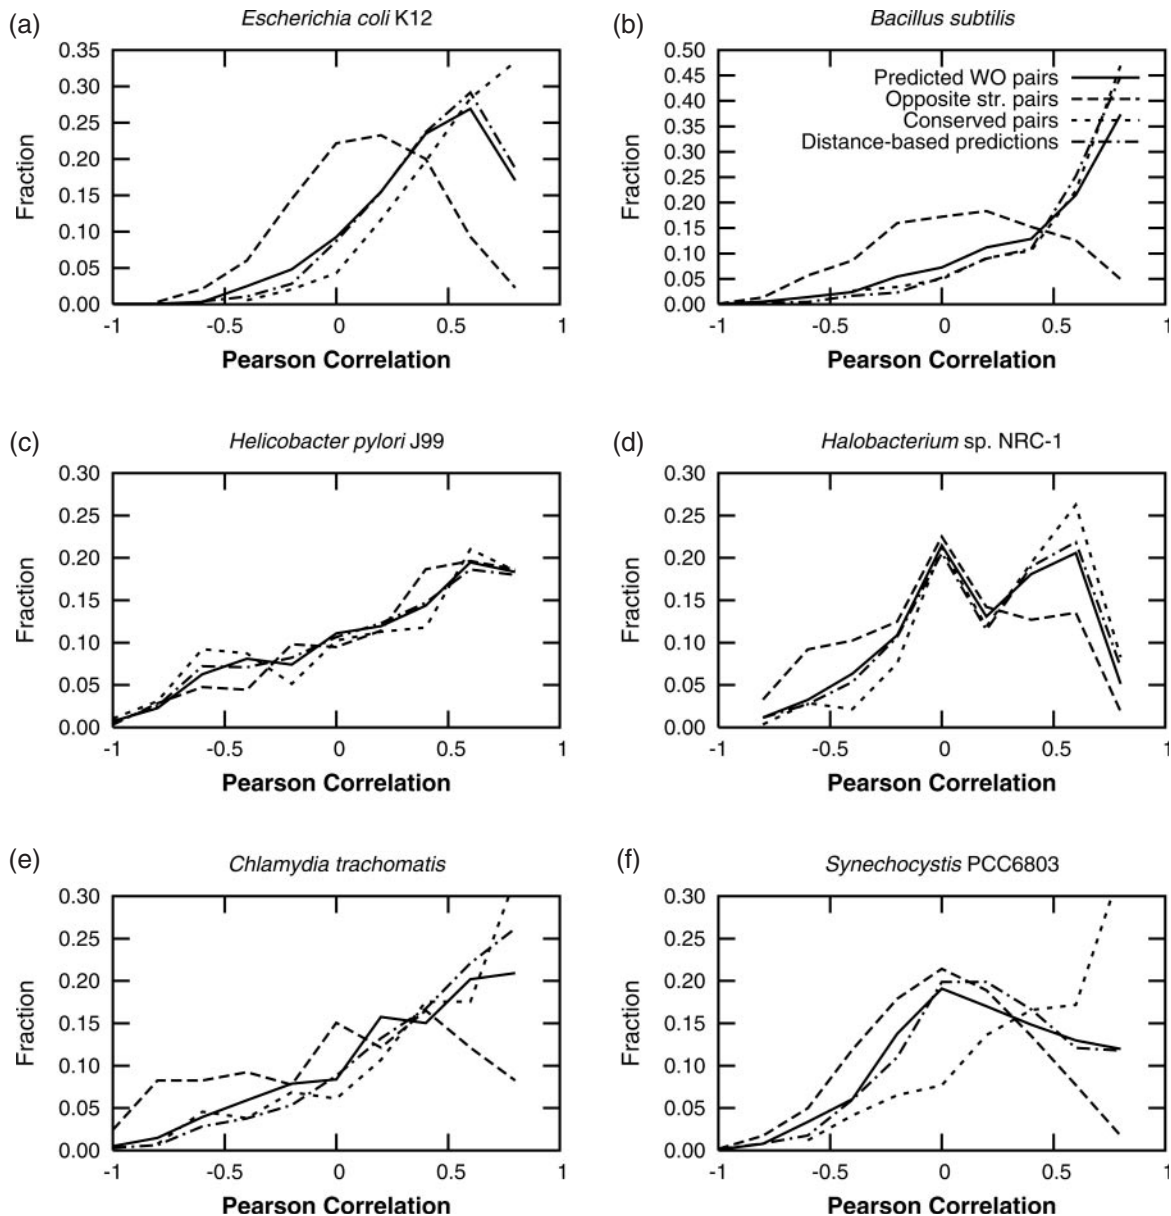 (a)
Escherichia coli K12
0.35
0.30
0.25
0.20
0.15
0.10
0.05
0.00
Fraction
-1
-0.5
0
0.5
1
Pearson Correlation
(b)
Bacillus subtilis
0.50
0.45
0.40
0.35
0.30
0.25
0.20
0.15
0.10
0.05
0.00
Fraction
Predicted WO pairs
Opposite str. pairs
Conserved pairs
Distance-based predictions
-1
-0.5
0
0.5
1
Pearson Correlation
(c)
Helicobacter pylori J99
0.30
0.25
0.20
0.15
0.10
0.05
0.00
Fraction
-1
-0.5
0
0.5
1
Pearson Correlation
(d)
Halobacterium sp. NRC-1
0.30
0.25
0.20
0.15
0.10
0.05
0.00
Fraction
-1
-0.5
0
0.5
1
Pearson Correlation
(e)
Chlamydia trachomatis
0.30
0.25
0.20
0.15
0.10
0.05
0.00
Fraction
-1
-0.5
0
0.5
1
Pearson Correlation
(f)
Synechocystis PCC6803
0.30
0.25
0.20
0.15
0.10
0.05
0.00
Fraction
-1
-0.5
0
0.5
1
Pearson Correlation